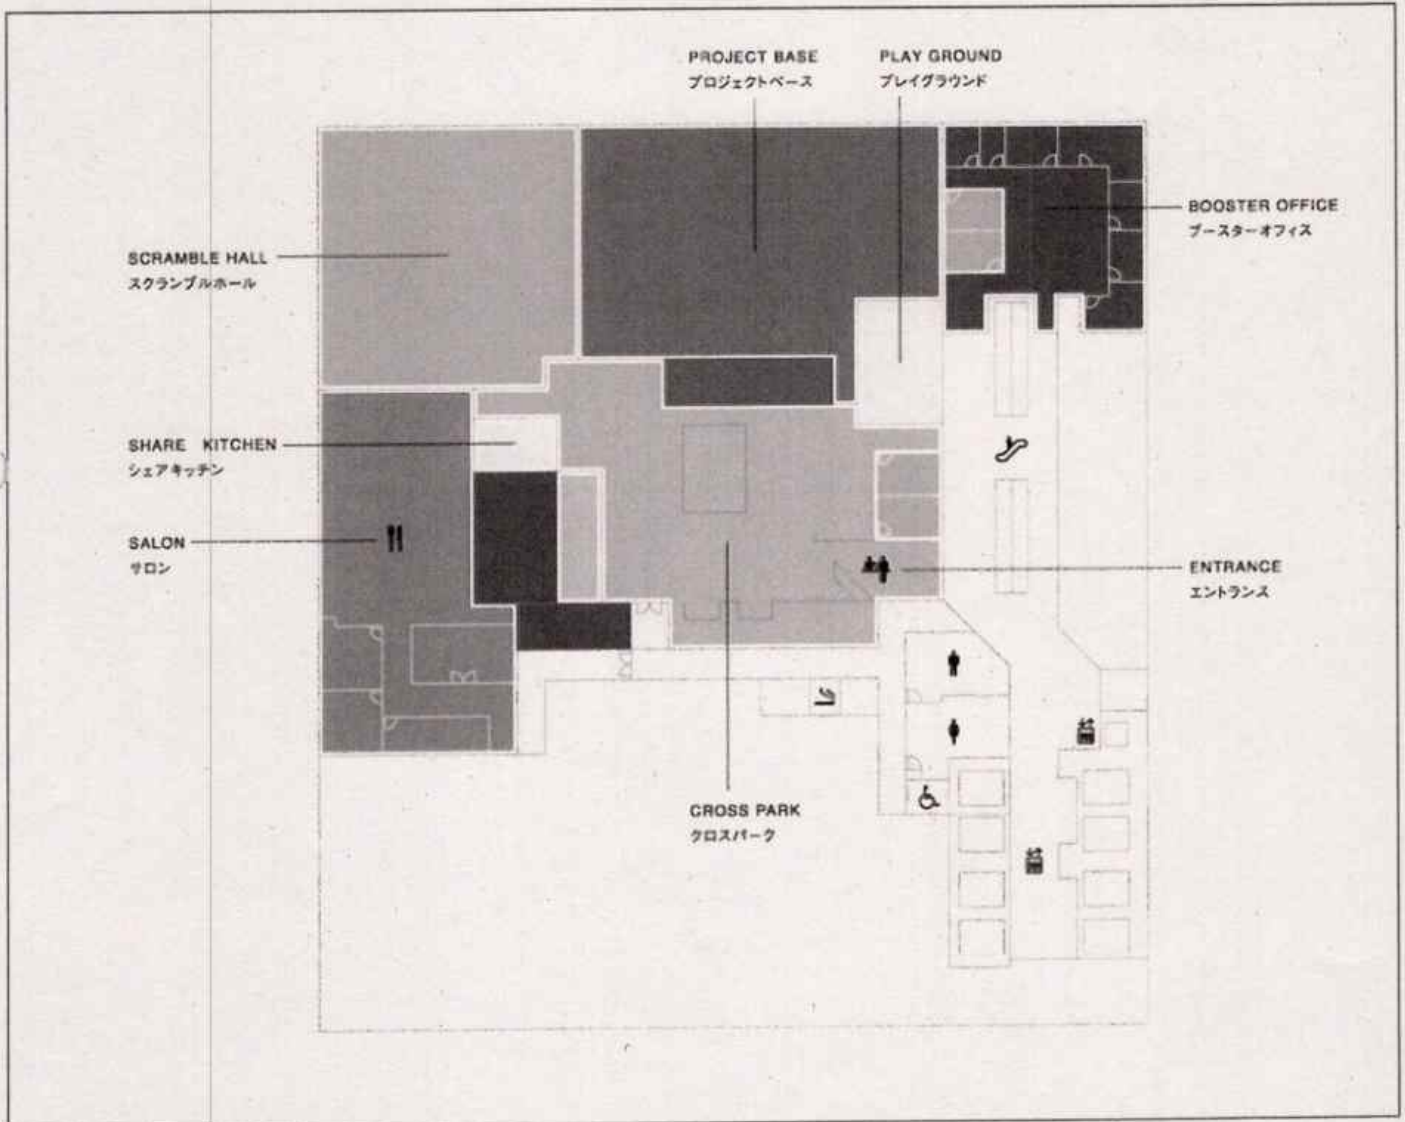 PROJECT BASE
プロジェクトベース
PLAY GROUND
プレイグラウンド
BOOSTER OFFICE
ブースターオフィス
SCRAMBLE HALL
スクランブルホール
SHARE KITCHEN
シェアキッチン
SALON
サロン
ENTRANCE
エントランス
CROSS PARK
クロスパーク